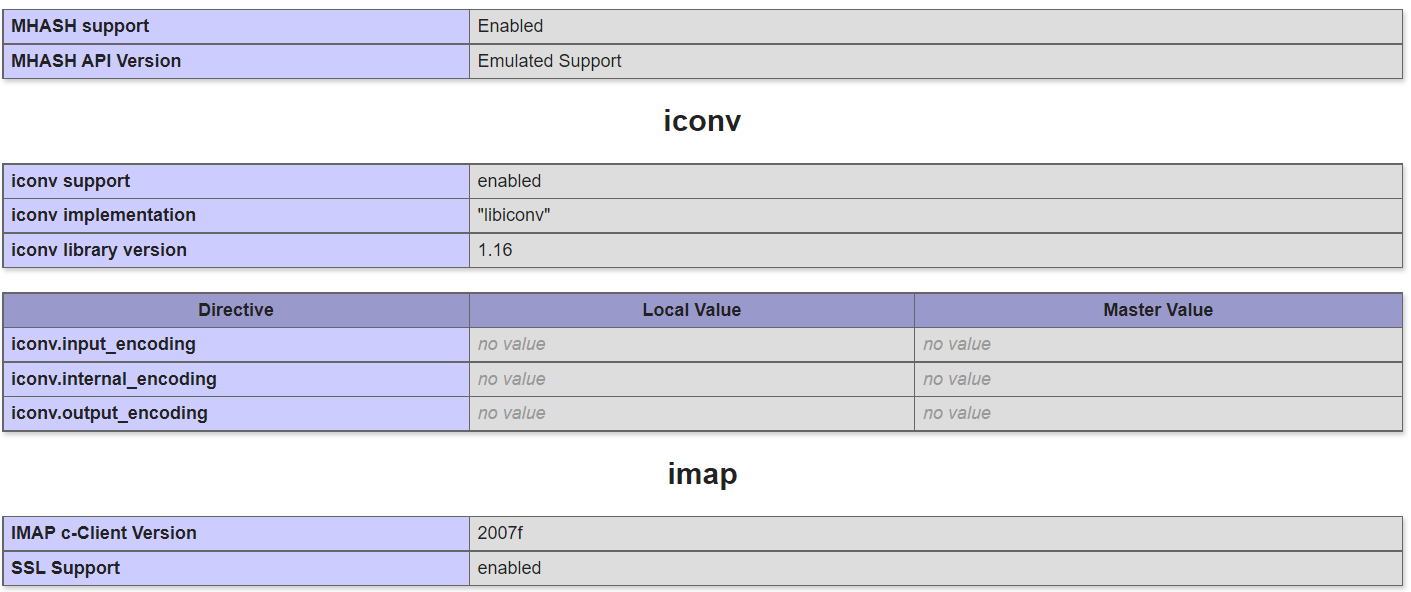 MHASH support Enabled
MHASH API Version Emulated Support
iconv
iconv support enabled
iconv implementation "libiconv"
iconv library version 1.16
Directive Local Value Master Value
iconv.input_encoding no value no value
iconv.internal_encoding no value no value
iconv.output_encoding no value no value
imap
IMAP c-Client Version 2007f
SSL Support enabled